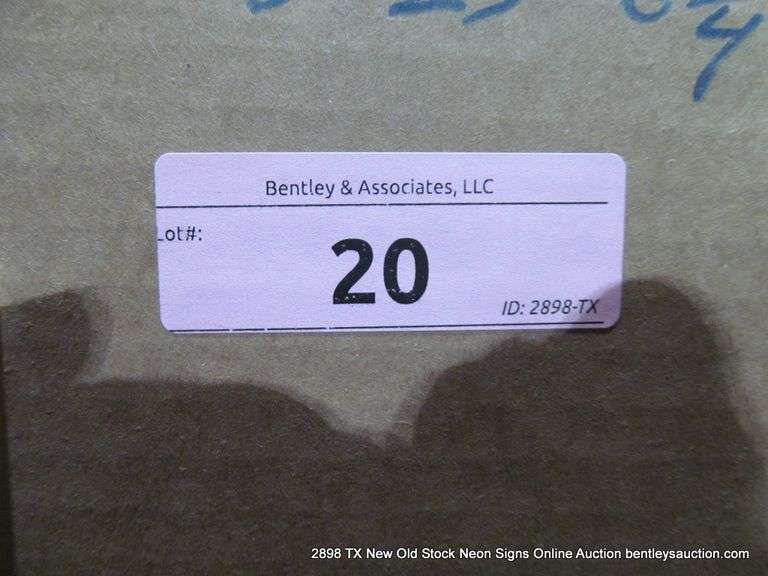 4
Bentley & Associates, LLC
Lot#:
20
ID: 2898-TX
2898 TX New Old Stock Neon Signs Online Auction bentleysauction.com